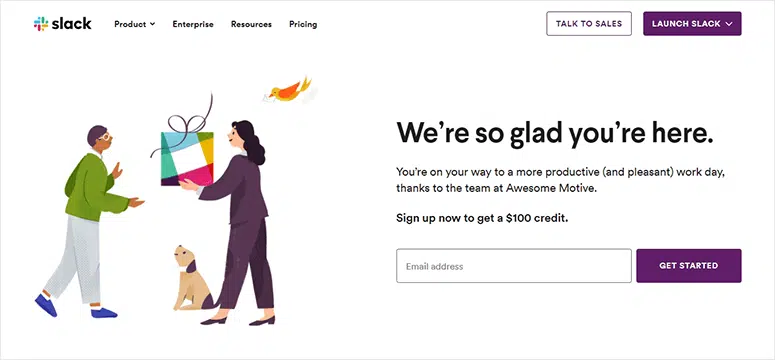 slack
Product
Enterprise
Resources
Pricing
TALK TO SALES
LAUNCH SLACK
We're so glad you're here.
You're on your way to a more productive (and pleasant) work day,
thanks to the team at Awesome Motive.
Sign up now to get a $100 credit.
Email address
GET STARTED